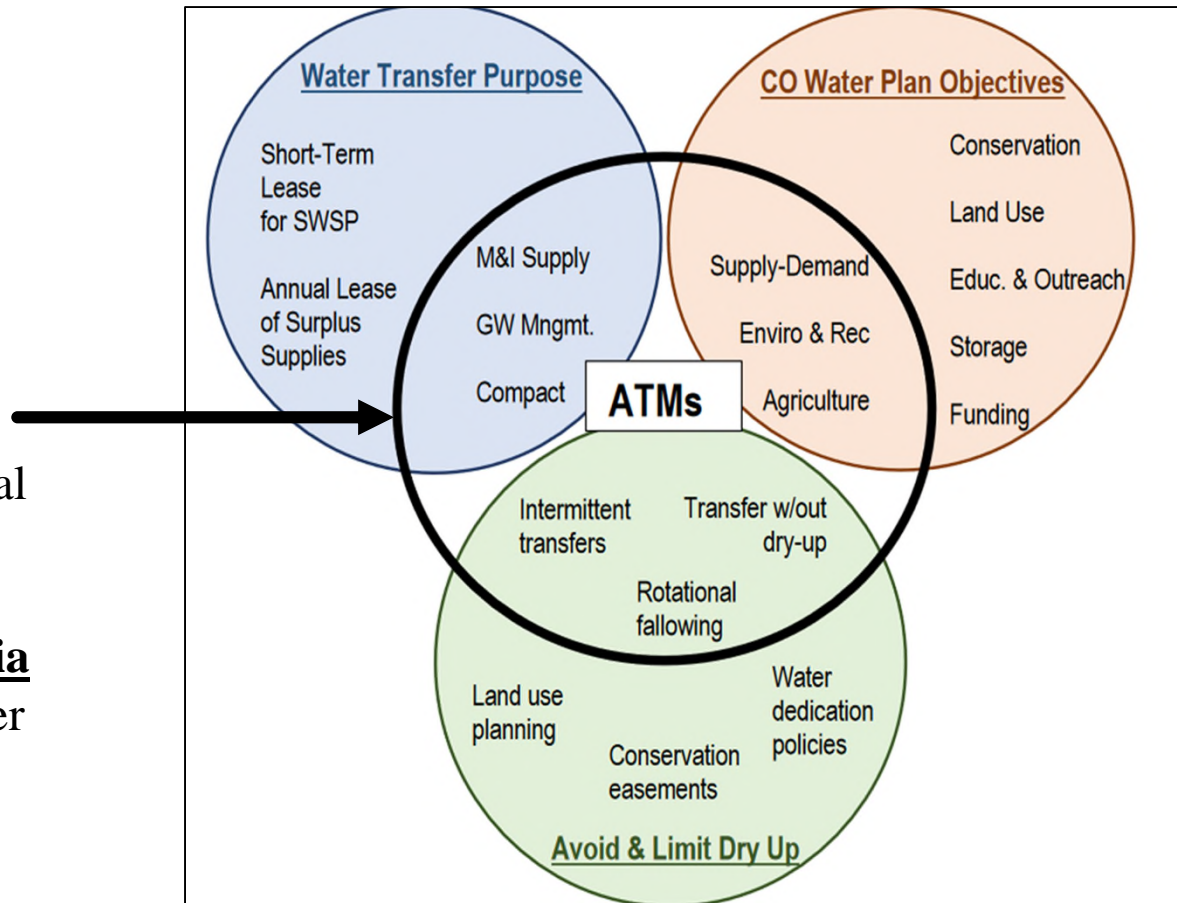 Water Transfer Purpose
Short-Term
Lease
for SWSP
Annual Lease
of Surplus
Supplies
M&I Supply
GW Mngmt.
Compact
CO Water Plan Objectives
Conservation
Land Use
Educ. & Outreach
Storage
Funding
Supply-Demand
Enviro & Rec
Agriculture
ATMs
Intermittent
transfers
Transfer w/out
dry-up
Rotational
fallowing
Land use
planning
Conservation
easements
Water
dedication
policies
Avoid & Limit Dry Up
al
ia
er